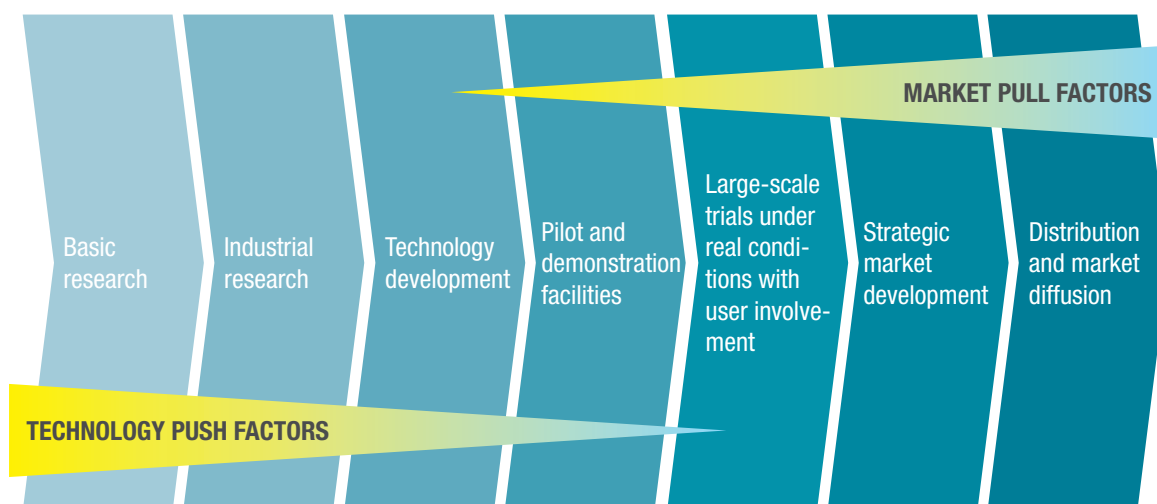 MARKET PULL FACTORS
Basic
research
Industrial
research
Technology
development
Pilot and
demonstration
facilities
Large-scale
trials under
real condi-
tions with
user involve-
ment
Strategic
market
development
Distribution
and market
diffusion
TECHNOLOGY PUSH FACTORS